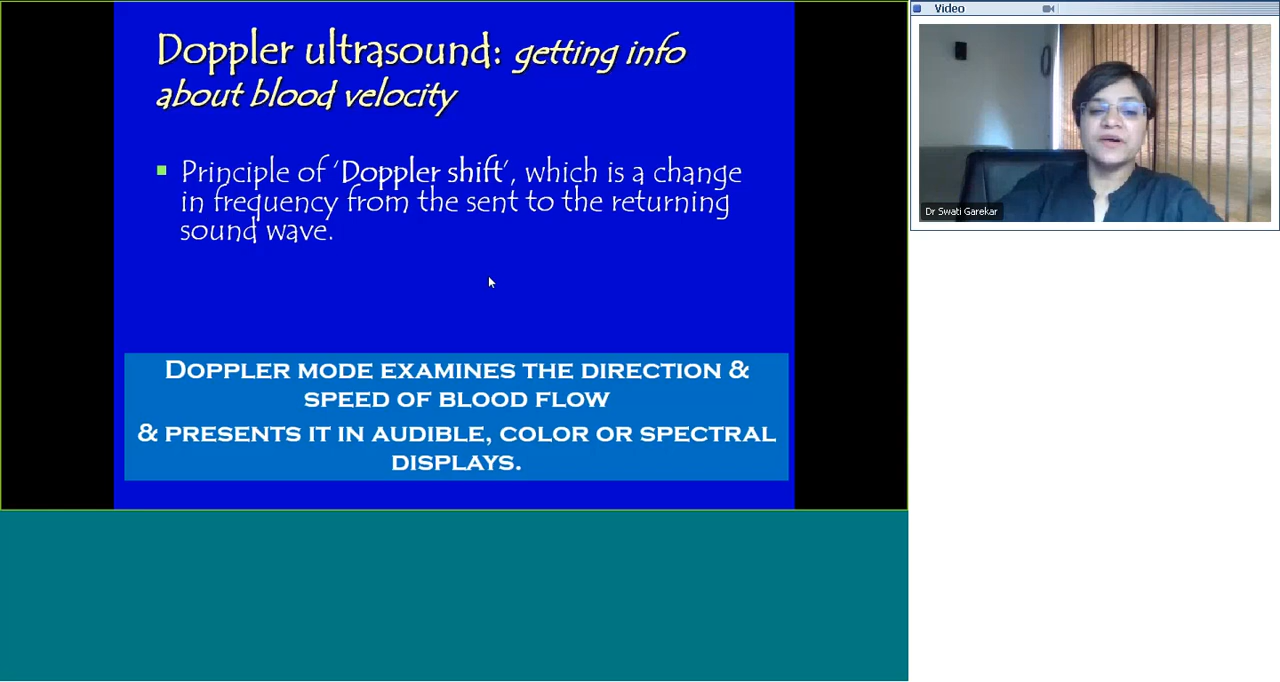 Doppler ultrasound: getting info
about blood velocity
Principle of ‘Doppler shift’, which is a change
in frequency from the sent to the returning
sound wave.
DOPPLER MODE EXAMINES THE DIRECTION &
SPEED OF BLOOD FLOW
& PRESENTS IT IN AUDIBLE, COLOR OR SPECTRAL
DISPLAYS.
Video
Dr Swati Garekar